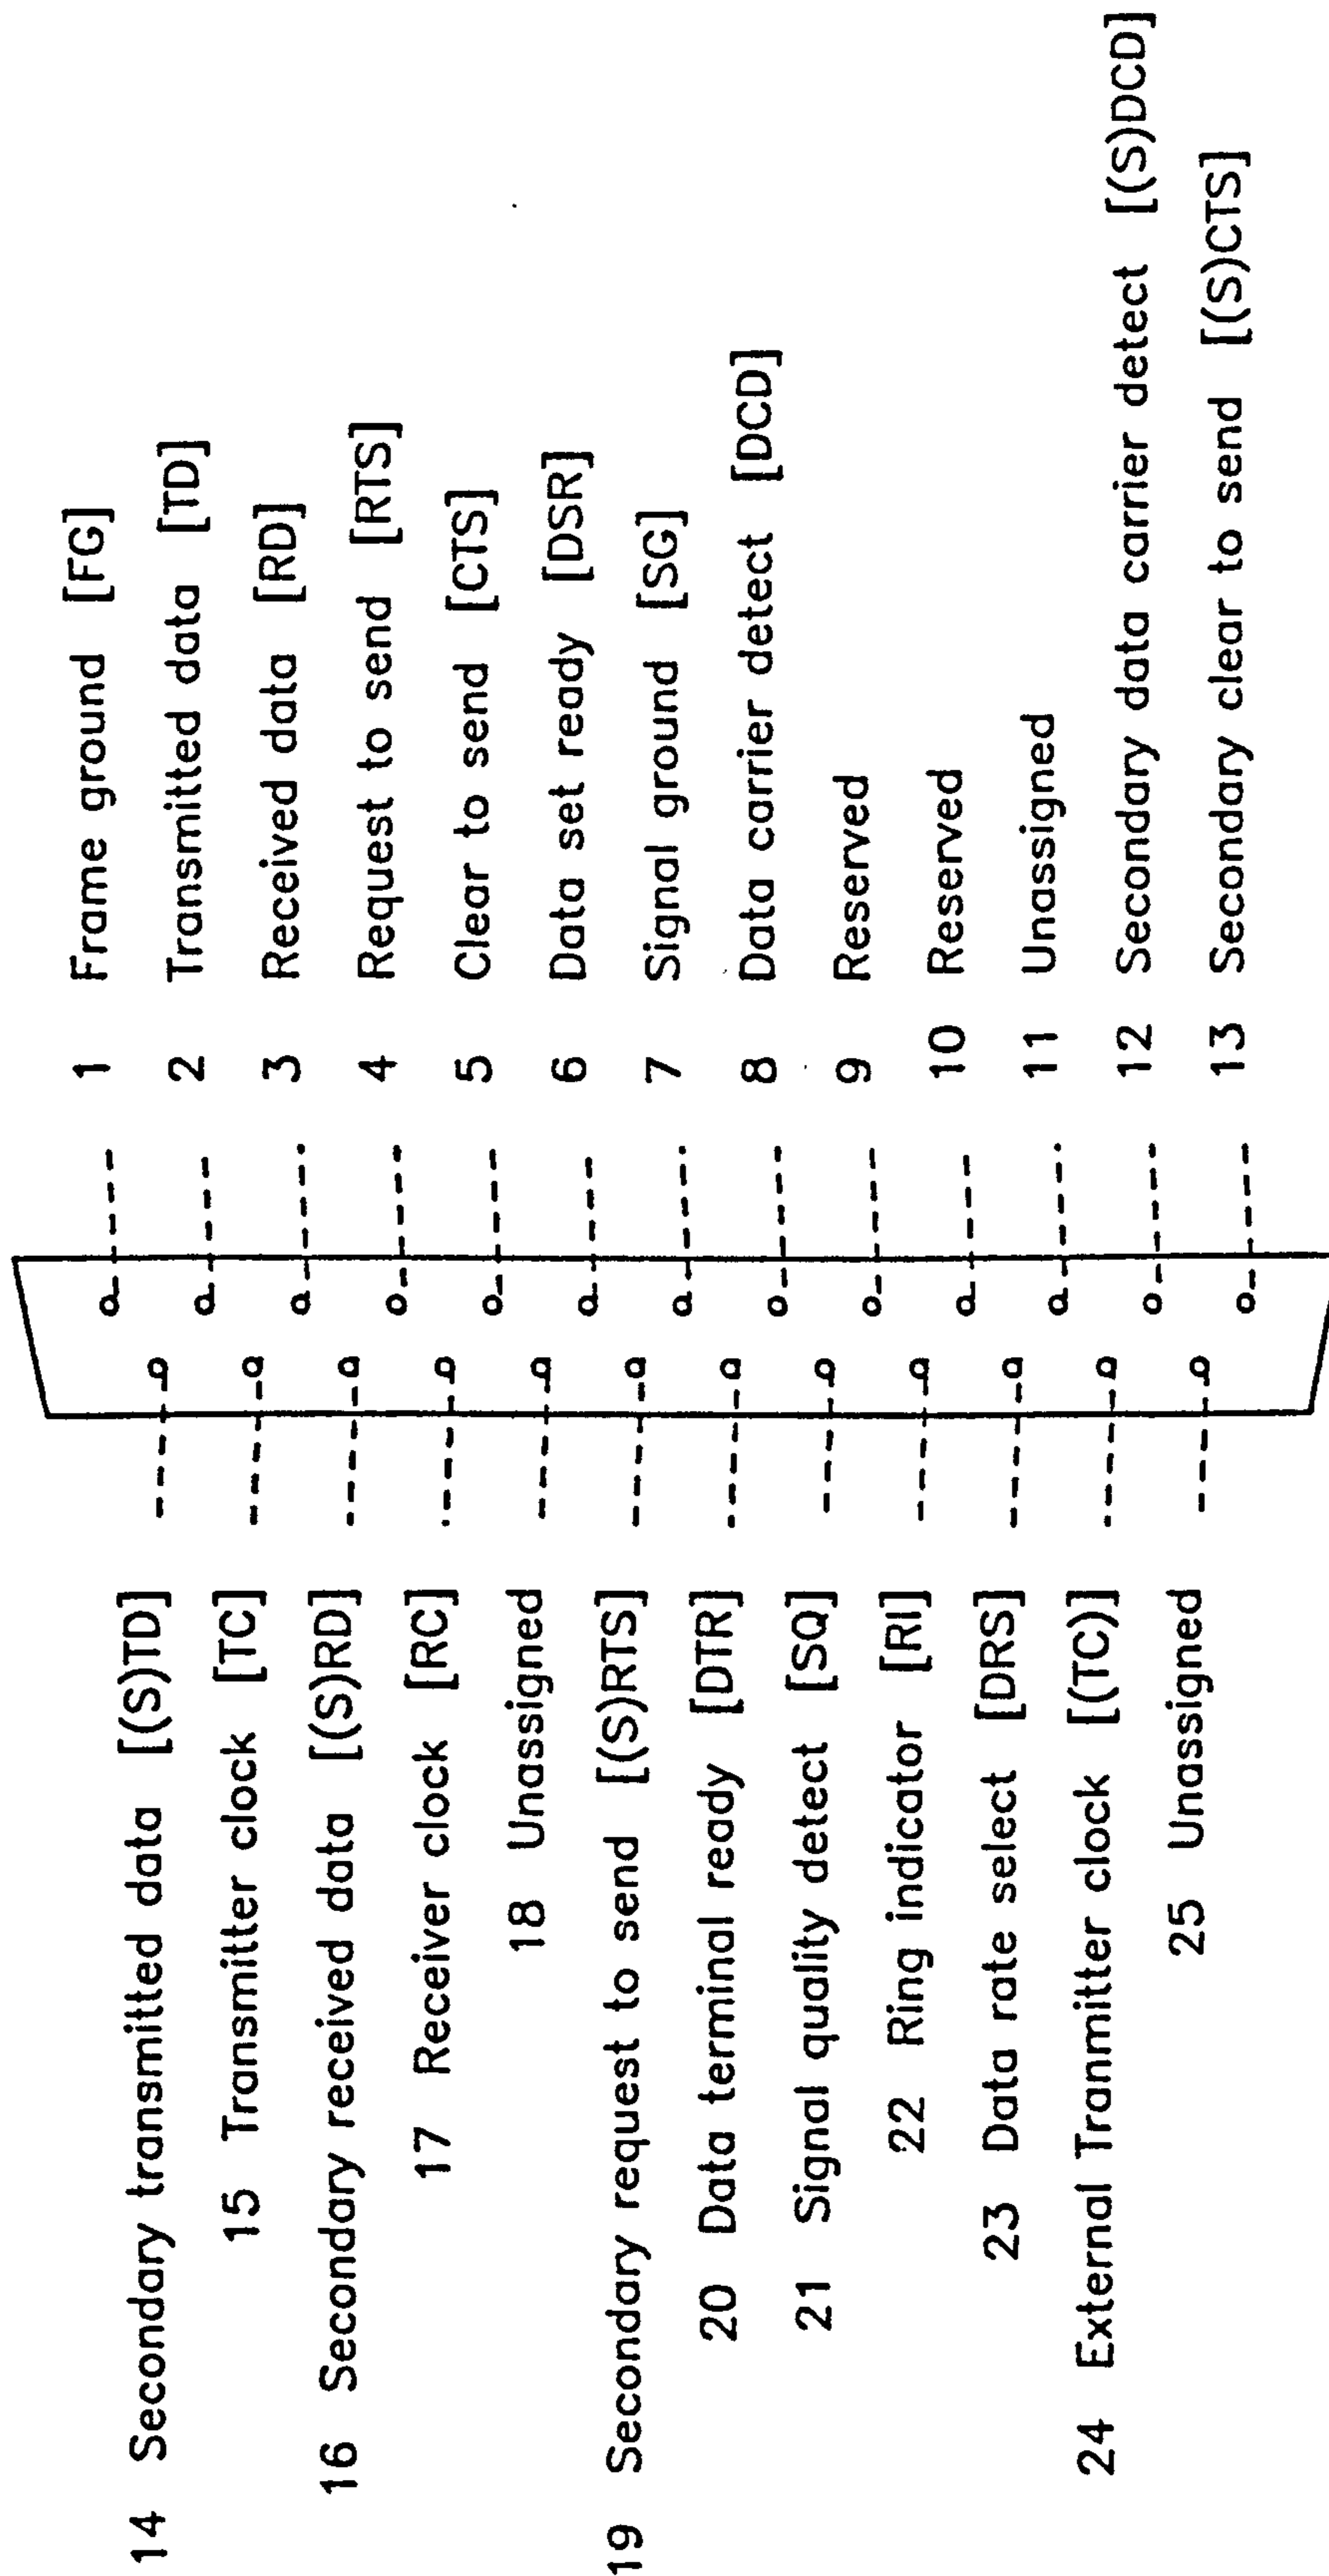 1 Frame ground [FG]
2 Transmitted data [TD]
3 Received data [RD]
4 Request to send [RTS]
5 Clear to send [CTS]
6 Data set ready [DSR]
7 Signal ground [SG]
8 Data carrier detect [DCD]
9 Reserved
10 Reserved
11 Unassigned
12 Secondary data carrier detect [(S)DCD]
13 Secondary clear to send [(S)CTS]
14 Secondary transmitted data [(S)TD]
15 Transmitter clock [TC]
16 Secondary received data [(S)RD]
17 Receiver clock [RC]
18 Unassigned
19 Secondary request to send [(S)RTS]
20 Data terminal ready [DTR]
21 Signal quality detect [SQ]
22 Ring indicator [RI]
23 Data rate select [DRS]
24 External Tranmitter clock [(TC)]
25 Unassigned